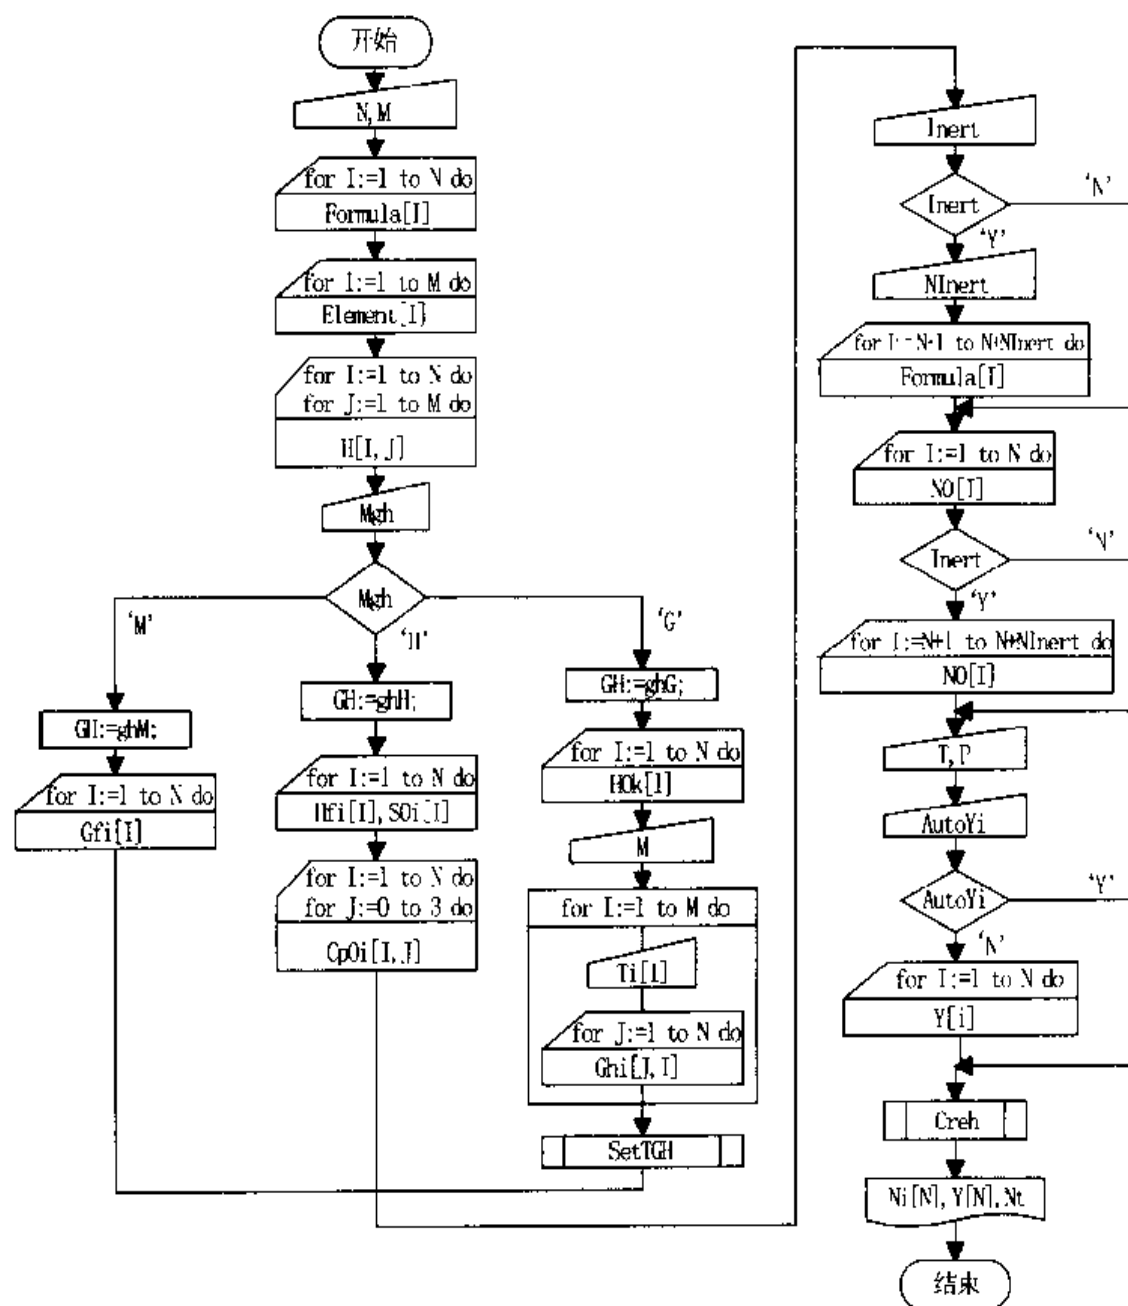 开始
N, M
for I:=1 to N do
Formula[I]
for I:=1 to M do
Element[I]
for I:=1 to N do
for J:=1 to M do
H[I, J]
Mgh
Mgh
‘M’
‘H’
‘G’
GH:=ghM;
for I:=1 to N do
Gfi[I]
GH:=ghH;
for I:=1 to N do
Hfi[I], S0i[I]
for I:=1 to N do
for J:=0 to 3 do
Cp0i[I, J]
GH:=ghG;
for I:=1 to N do
H0k[I]
M
for I:=1 to M do
Ti[I]
for J:=1 to N do
Ghi[J, I]
SetTGH
Inert
Inert
‘N’
‘Y’
NInert
for I:=N+1 to N+NInert do
Formula[I]
for I:=1 to N do
N0[I]
Inert
‘N’
‘Y’
for I:=N+1 to N+NInert do
N0[I]
T, P
AutoYi
AutoYi
‘Y’
‘N’
for I:=1 to N do
Y[i]
Creh
Ni[N], Y[N], Nt
结束